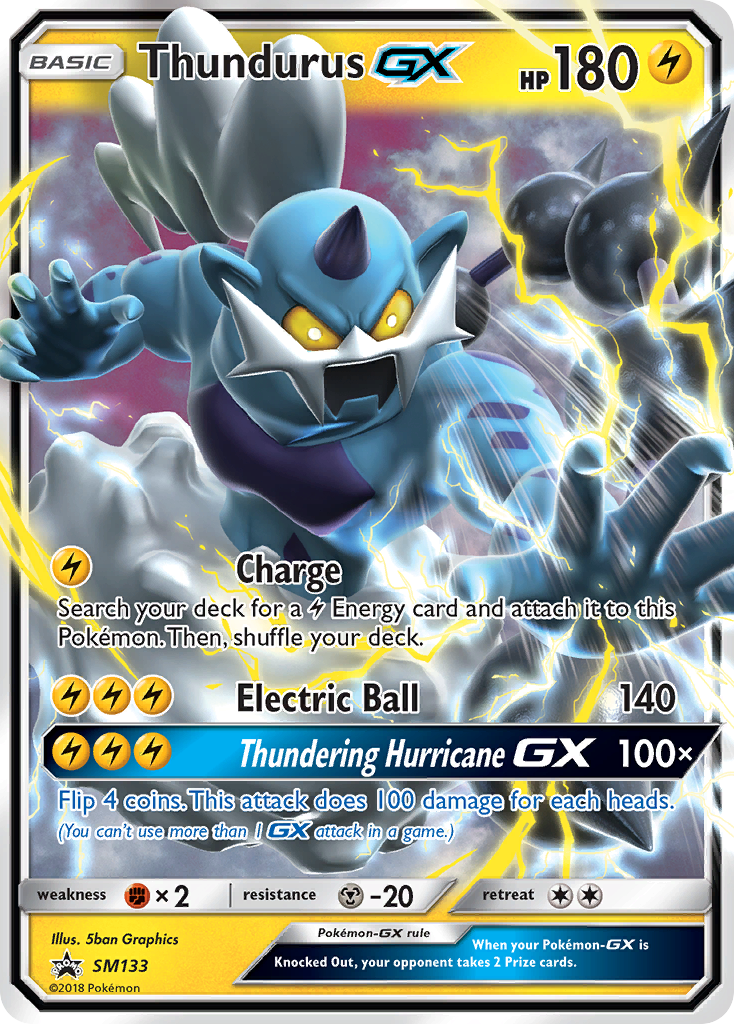 BASIC Thundurus GX HP 180
Charge
Search your deck for a Energy card and attach it to this
Pokémon. Then, shuffle your deck.
Electric Ball 140
Thundering Hurricane GX 100×
Flip 4 coins. This attack does 100 damage for each heads.
(You can't use more than 1 GX attack in a game.)
weakness × 2 resistance -20 retreat
Illus. 5ban Graphics
Pokémon-GX rule
When your Pokémon-GX is
Knocked Out, your opponent takes 2 Prize cards.
PROMO SM133
©2018 Pokémon